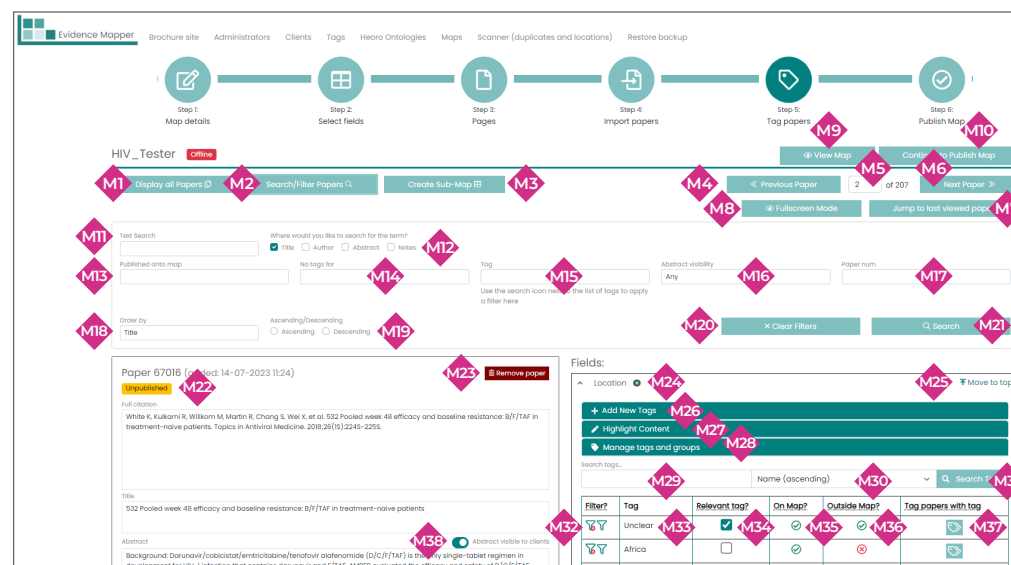 Evidence Mapper Brochure site Administrators Clients Tags Heoro Ontologies Maps Scanner (duplicates and locations) Restore backup
Step 1: Step 2: Step 3: Step 4: Step 5: Step 6:
Map details Select fields Pages Import papers Tag papers Publish Map
M9 M10
HIV_Tester Offline View Map to Publish Map
M5 M6
M1 Display all Papers M2 Search/Filter Papers Create Sub-Map M3 M4 Previous Paper 2 of 207 Next Paper
M8 Fullscreen Mode Jump to last viewed
M11 Text Search Where would you like to search for the term?
Title Author Abstract Notes M12
Published onto map No tags for Tag Abstract visibility Paper num
M13 M14 M15 Any M16 M17
Use the search icon the list of tags to apply
a filter here
Order by Ascending/Descending
M18 Title Ascending Descending M19 M20 Clear Filters Search M21
Paper 67016 14-07-2023 11:24) M23 Remove paper
Unpublished M22
Full citation
White K, Kulkarni R, Willkom M, Martin R, Chang S, Wei X, et al. 532 Pooled week 48 efficacy and baseline resistance: B/F/TAF in
treatment-naive patients. Topics in Antiviral Medicine. 2018;26(1S):224S-225S.
Title
532 Pooled week 48 efficacy and baseline resistance: B/F/TAF in treatment-naive patients
Abstract M38 Abstract visible to clients
Background: Darunavir/cobicistat/emtricitabine/tenofovir alafenamide (D/C/F/TAF) is the only single-tablet regimen in
Fields:
Location M24 M25 Move to top
Add New Tags M26
Highlight Content M27
Manage tags and groups M28
Search tags...
M29 Name (ascending) M30 Search
Filter? Tag Relevant tag? On Map? Outside Map? Papers with tag
M32 Unclear M33 M34 M35 M36 M37
Africa